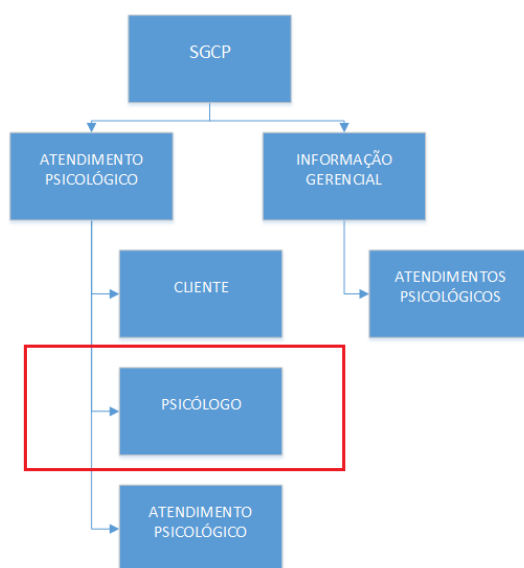 SGCP
ATENDIMENTO
PSICOLÓGICO
INFORMAÇÃO
GERENCIAL
CLIENTE
ATENDIMENTOS
PSICOLÓGICOS
PSICÓLOGO
ATENDIMENTO
PSICOLÓGICO